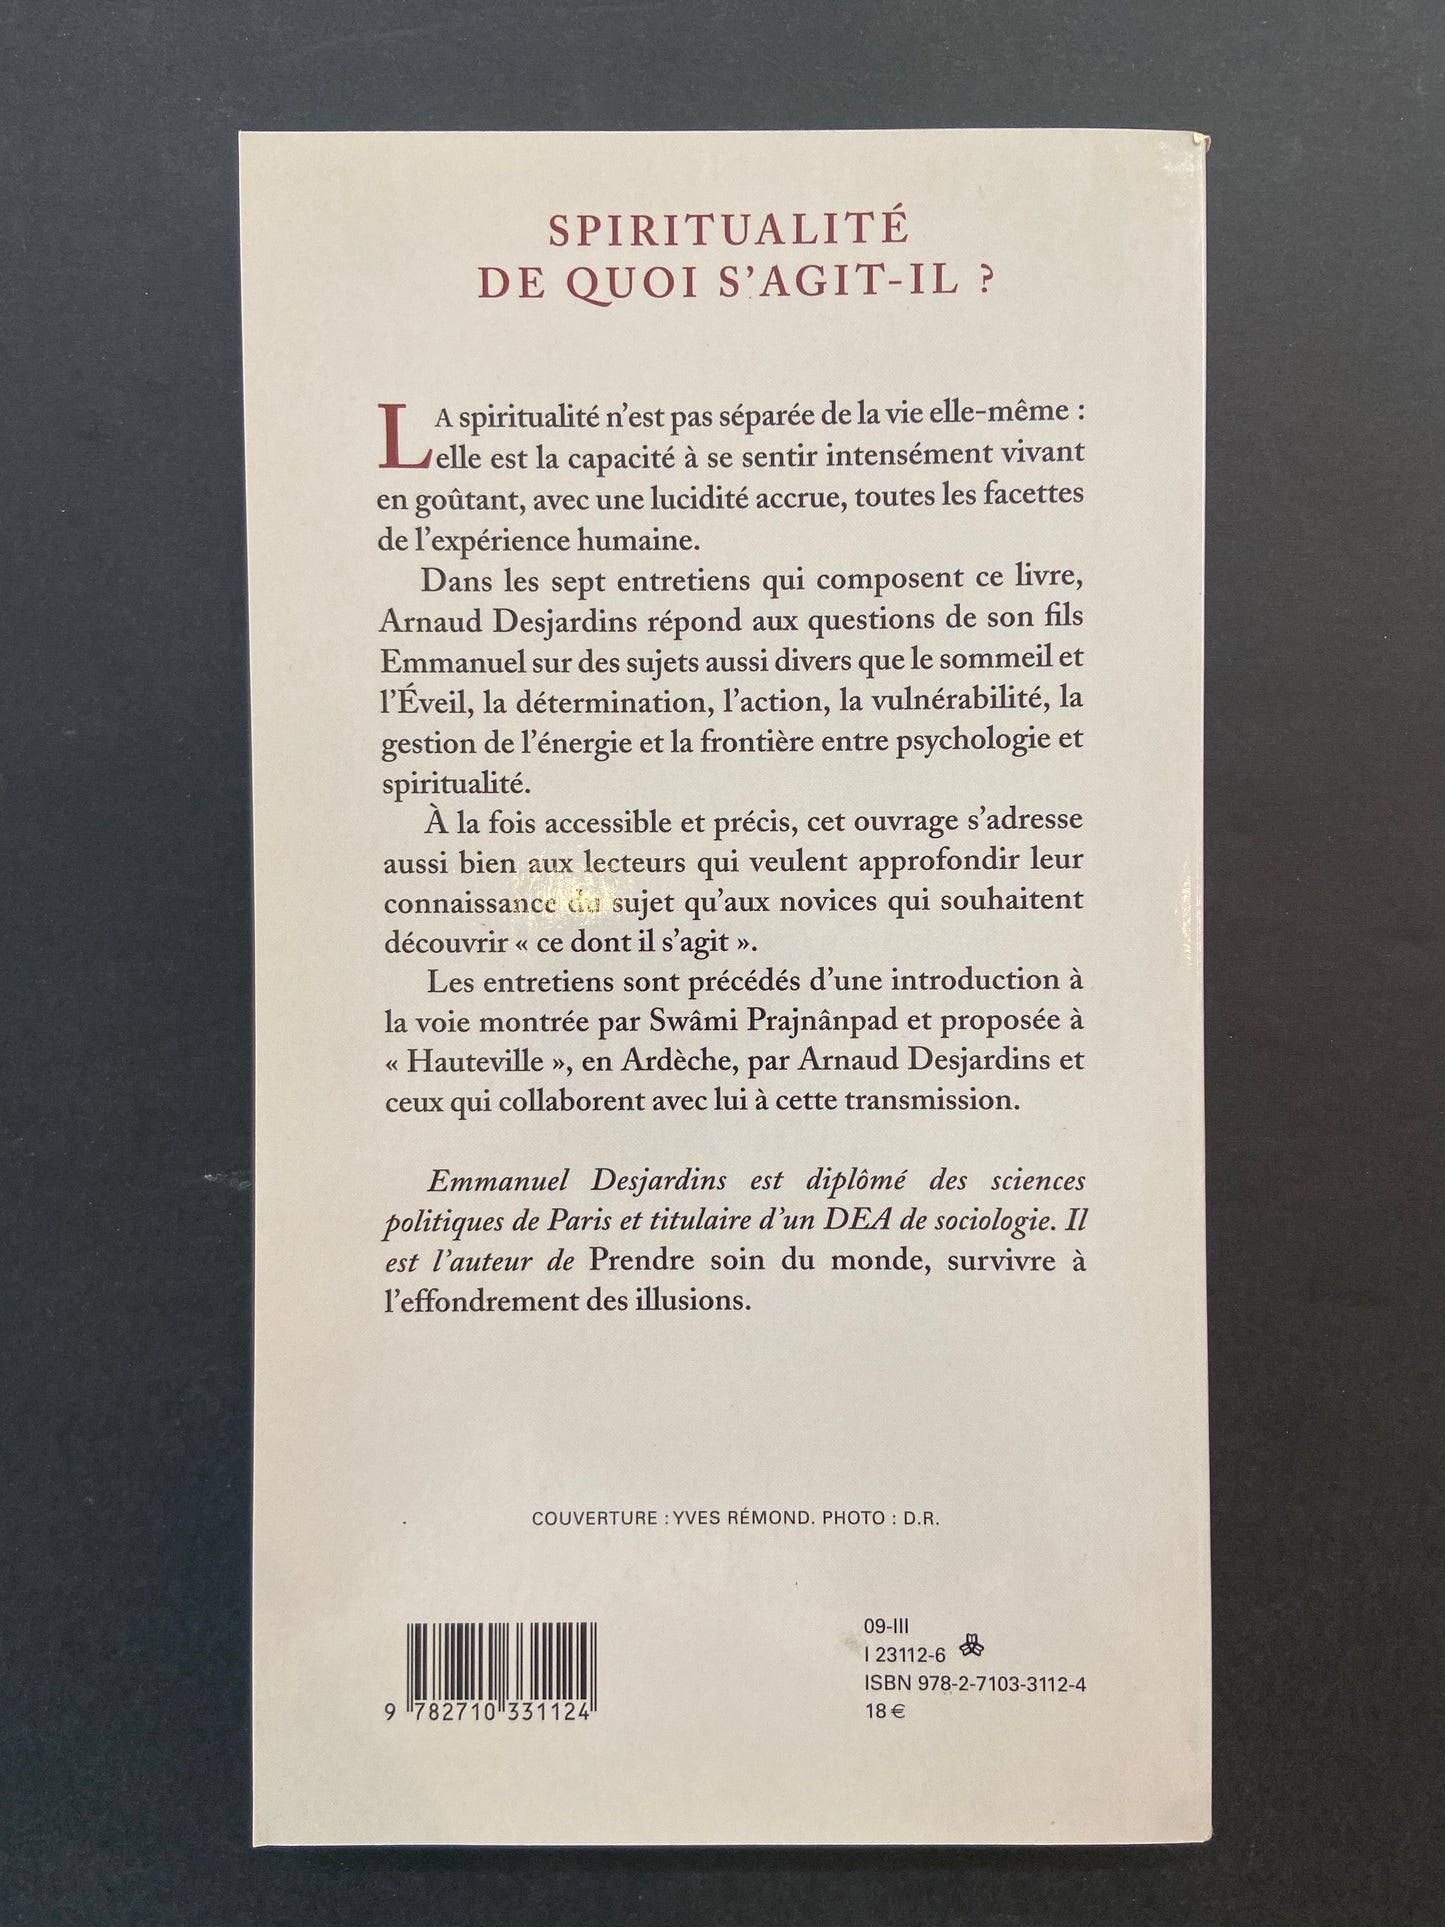 SPIRITUALITÉ
DE QUOI S'AGIT-IL ?
LA spiritualité n'est pas séparée de la vie elle-même :
elle est la capacité à se sentir intensément vivant
en goûtant, avec une lucidité accrue, toutes les facettes
de l'expérience humaine.
Dans les sept entretiens qui composent ce livre,
Arnaud Desjardins répond aux questions de son fils
Emmanuel sur des sujets aussi divers que le sommeil et
l'Éveil, la détermination, l'action, la vulnérabilité, la
gestion de l'énergie et la frontière entre psychologie et
spiritualité.
À la fois accessible et précis, cet ouvrage s'adresse
aussi bien aux lecteurs qui veulent approfondir leur
connaissance du sujet qu'aux novices qui souhaitent
découvrir « ce dont il s'agit ».
Les entretiens sont précédés d'une introduction à
la voie montrée par Swâmi Prajnânpad et proposée à
« Hauteville », en Ardèche, par Arnaud Desjardins et
ceux qui collaborent avec lui à cette transmission.
Emmanuel Desjardins est diplômé des sciences
politiques de Paris et titulaire d'un DEA de sociologie. Il
est l'auteur de Prendre soin du monde, survivre à
l'effondrement des illusions.
COUVERTURE : YVES RÉMOND. PHOTO : D.R.
09-III
I 23112-6
ISBN 978-2-7103-3112-4
18 €
9 782710 331124